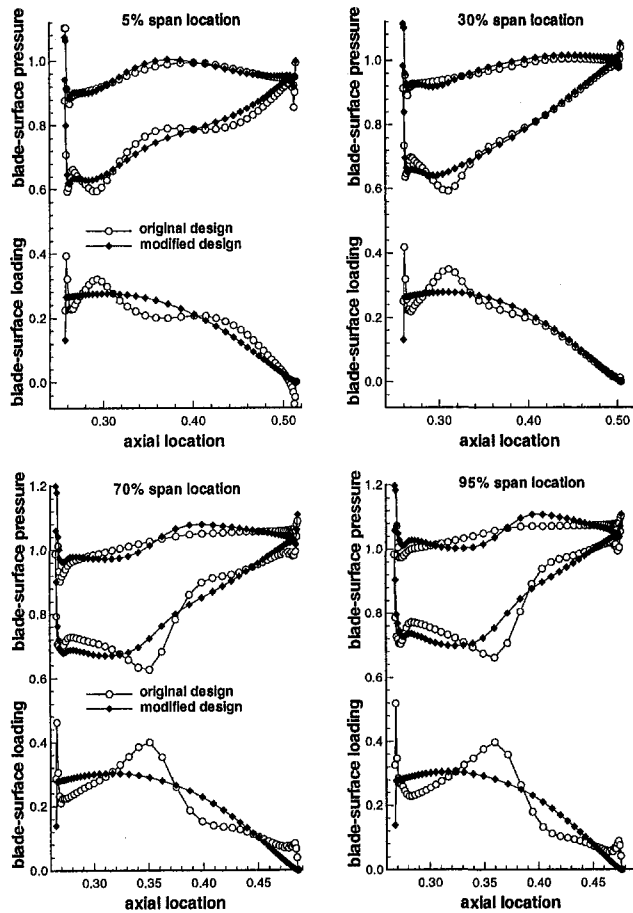 5% span location
blade-surface pressure
1.0
0.8
0.6
original design
modified design
blade-surface loading
0.4
0.2
0.0
0.30
0.40
0.50
axial location
30% span location
blade-surface pressure
1.0
0.8
0.6
blade-surface loading
0.4
0.2
0.0
0.30
0.40
0.50
axial location
70% span location
blade-surface pressure
1.2
1.0
0.8
0.6
original design
modified design
blade-surface loading
0.4
0.2
0.0
0.30
0.35
0.40
0.45
axial location
95% span location
blade-surface pressure
1.2
1.0
0.8
0.6
blade-surface loading
0.4
0.2
0.0
0.30
0.35
0.40
0.45
axial location